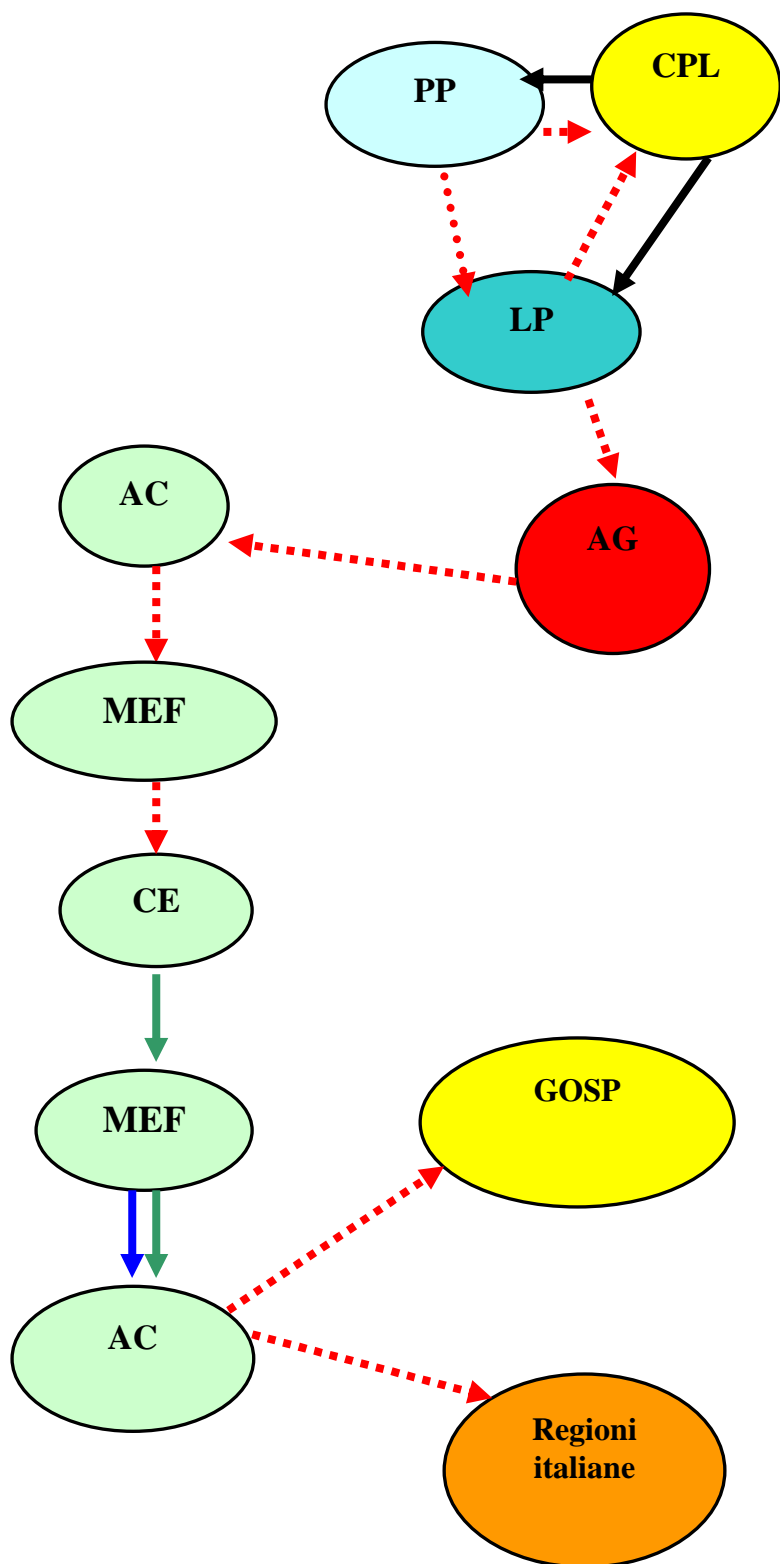 PP
CPL
LP
AC
AG
MEF
CE
MEF
GOSP
AC
Regioni
italiane